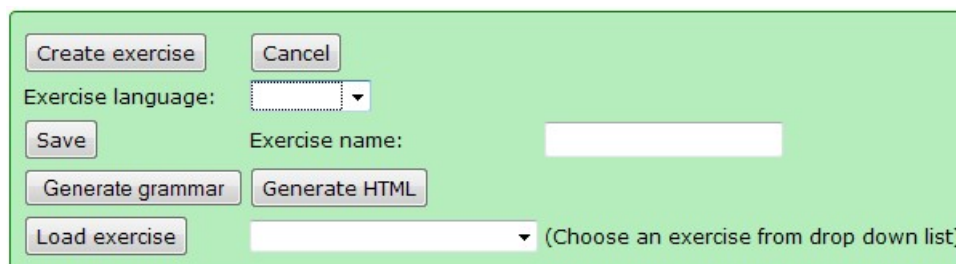 Create exercise Cancel
Exercise language:
Save Exercise name:
Generate grammar Generate HTML
Load exercise (Choose an exercise from drop down list)